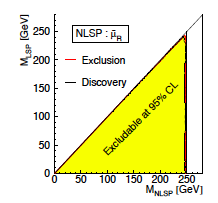 M_LSP [GeV]
250
200
150
100
50
0
NLSP : μ̃_R
Exclusion
Discovery
Excludable at 95% CL
0 50 100 150 200 250
M_NLSP [GeV]